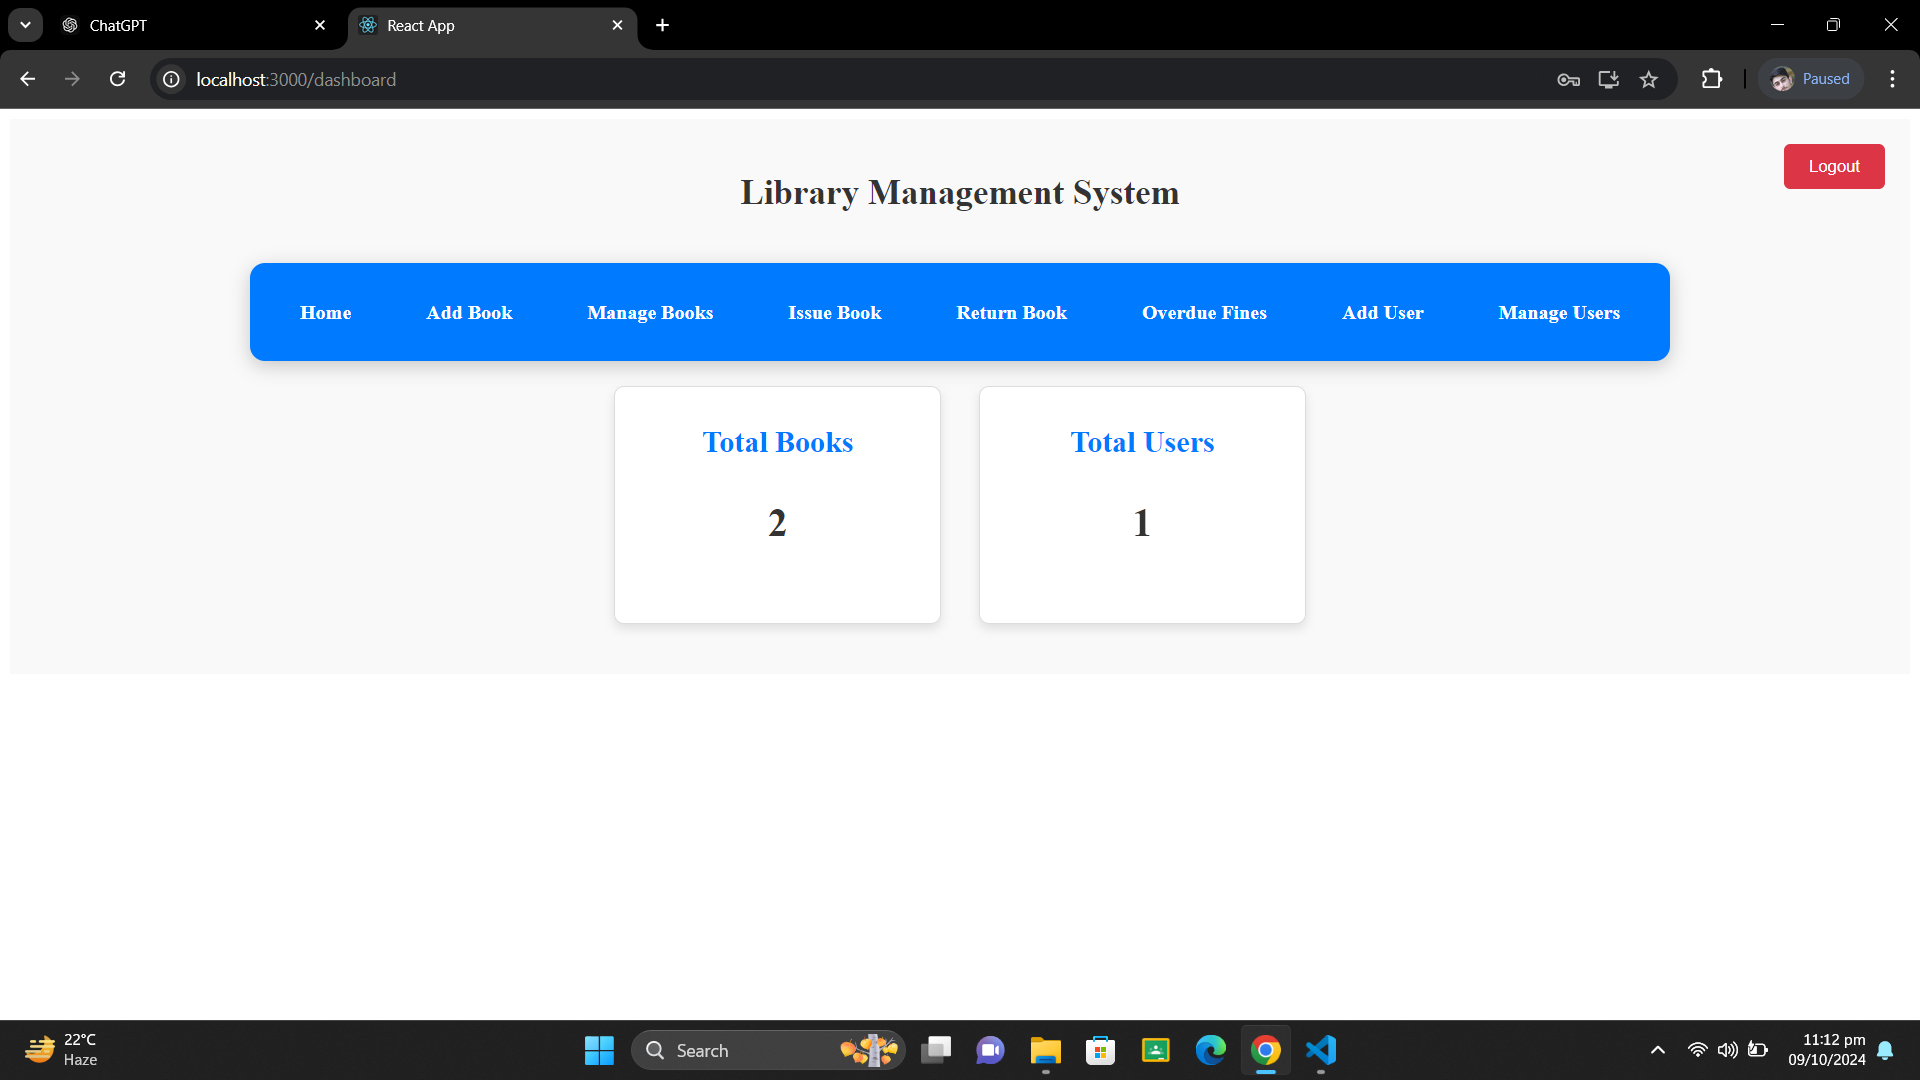 ChatGPT
React App
localhost:3000/dashboard
Paused
Logout
Library Management System
Home Add Book Manage Books Issue Book Return Book Overdue Fines Add User Manage Users
Total Books
2
Total Users
1
22°C
Haze
Search
11:12 pm
09/10/2024